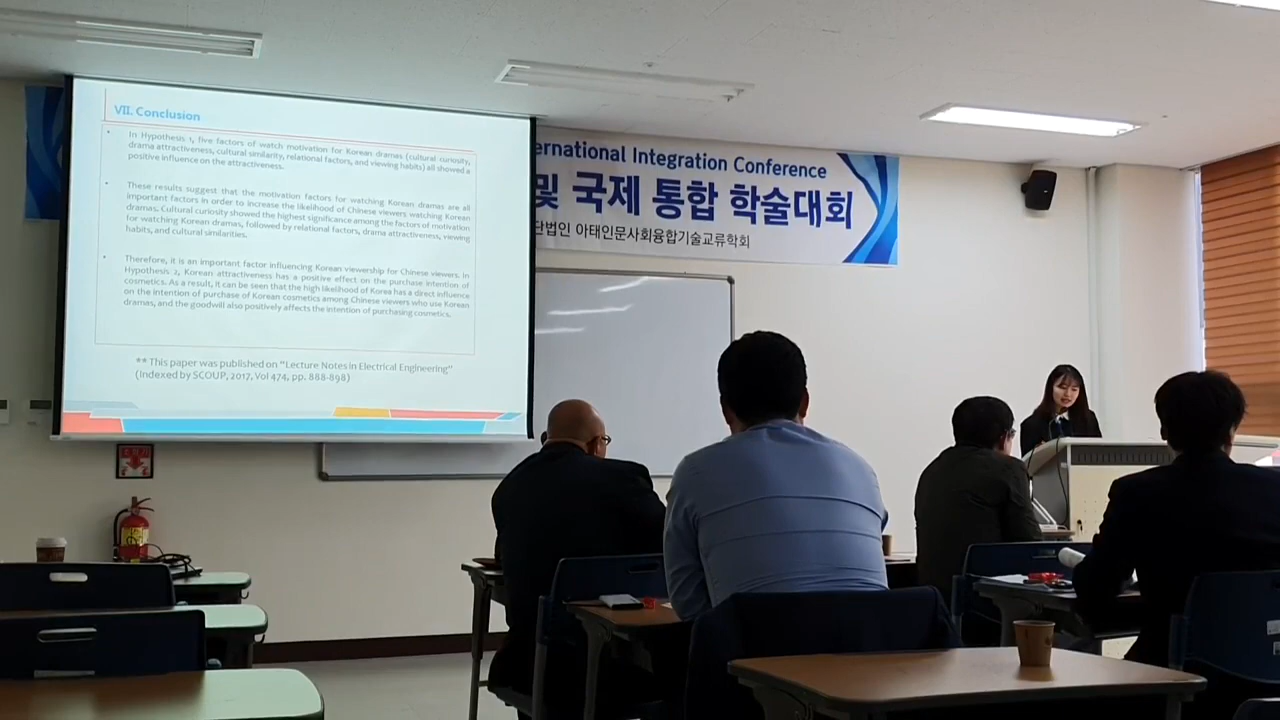 VII. Conclusion
In Hypothesis 1, five factors of watch motivation for Korean dramas (cultural curiosity,
drama attractiveness, cultural similarity, relational factors, and viewing habits) all showed a
positive influence on the attractiveness.
These results suggest that the motivation factors for watching Korean dramas are all
important factors in order to increase the likelihood of Chinese viewers watching Korean
dramas. Cultural curiosity showed the highest significance among the factors of motivation
for watching Korean dramas, followed by relational factors, drama attractiveness, viewing
habits, and cultural similarities.
Therefore, it is an important factor influencing Korean viewership for Chinese viewers. In
Hypothesis 2, Korean attractiveness has a positive effect on the purchase intention of
cosmetics. As a result, it can be seen that the high likelihood of Korea has a direct influence
on the intention of purchase of Korean cosmetics among Chinese viewers who use Korean
dramas, and the goodwill also positively affects the intention of purchasing cosmetics.
** This paper was published on "Lecture Notes in Electrical Engineering"
(Indexed by SCOUP, 2017, Vol 474, pp. 888-898)
ternational Integration Conference
및 국제 통합 학술대회
단법인 아태인문사회융합기술교류학회